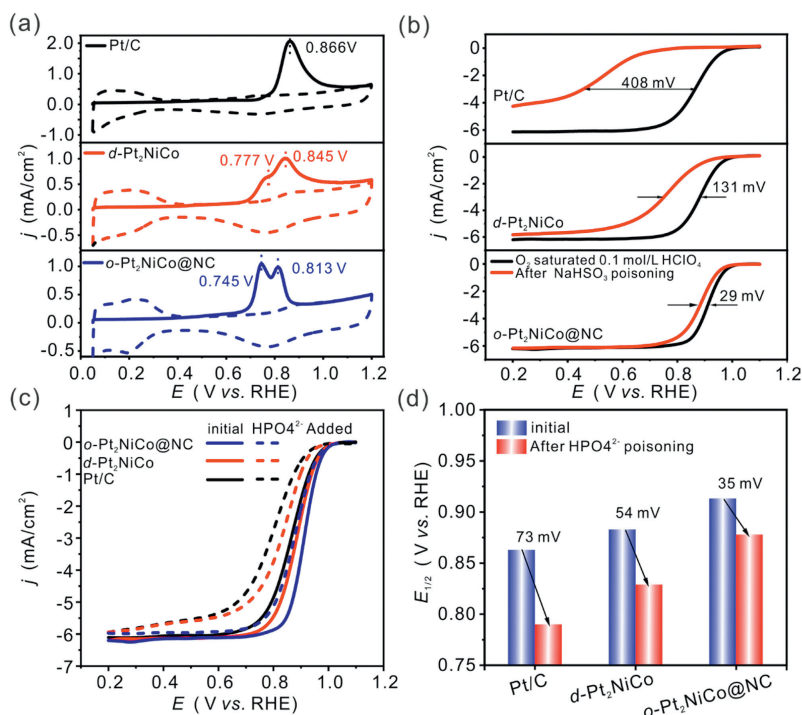 (a)
Pt/C
0.866V
2.0
1.0
0.0
-1.0
d-Pt₂NiCo
0.777 V
0.845 V
1.0
0.5
0.0
-0.5
o-Pt₂NiCo@NC
0.745 V
0.813 V
1.0
0.5
0.0
-0.5
j (mA/cm²)
0.0 0.2 0.4 0.6 0.8 1.0 1.2
E ( V vs. RHE)
(b)
0
-2
-4
-6
Pt/C
408 mV
0
-2
-4
-6
d-Pt₂NiCo
131 mV
0
-2
-4
-6
O₂ saturated 0.1 mol/L HClO₄
After NaHSO₃ poisoning
29 mV
o-Pt₂NiCo@NC
j (mA/cm²)
0.2 0.4 0.6 0.8 1.0 1.2
E ( V vs. RHE)
(c)
initial HPO4²⁻ Added
o-Pt₂NiCo@NC
d-Pt₂NiCo
Pt/C
0
-1
-2
-3
-4
-5
-6
-7
j (mA/cm²)
0.2 0.4 0.6 0.8 1.0 1.2
E ( V vs. RHE)
(d)
initial
After HPO4²⁻ poisoning
1.00
0.95
0.90
0.85
0.80
0.75
E₁/₂ ( V vs. RHE)
73 mV
54 mV
35 mV
Pt/C
d-Pt₂NiCo
o-Pt₂NiCo@NC